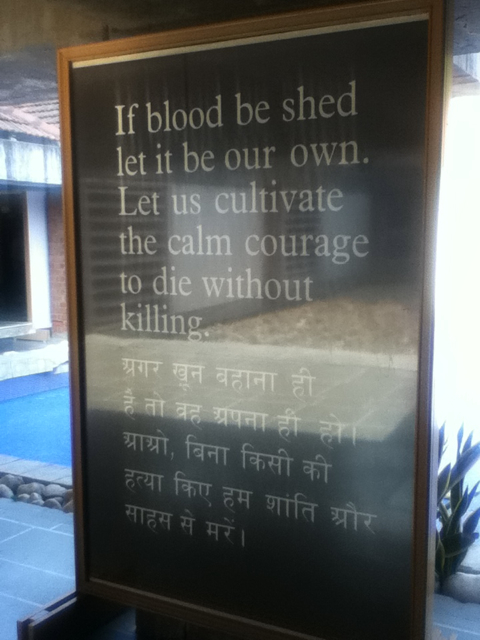 If blood be shed
let it be our own.
Let us cultivate
the calm courage
to die without
killing.
अगर खून बहाना ही
है तो वह अपना ही हो।
आओ, बिना किसी की
हत्या किए हम शांति और
साहस से मरें।